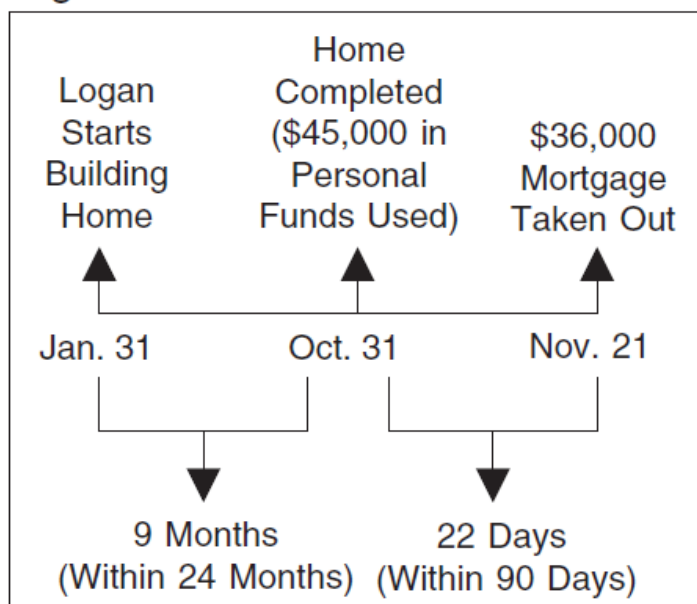 Logan
Starts
Building
Home
Home
Completed
($45,000 in
Personal
Funds Used)
$36,000
Mortgage
Taken Out
Jan. 31
Oct. 31
Nov. 21
9 Months
(Within 24 Months)
22 Days
(Within 90 Days)